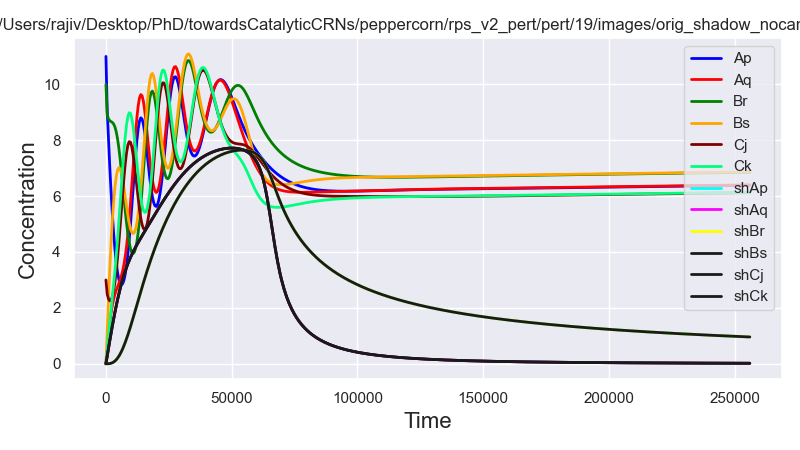 /Users/rajiv/Desktop/PhD/towardsCatalyticCRNs/peppercorn/rps_v2_pert/pert/19/images/orig_shadow_nocar
Concentration
10
8
6
4
2
0
0
50000
100000
150000
200000
250000
Time
Ap
Aq
Br
Bs
Cj
Ck
shAp
shAq
shBr
shBs
shCj
shCk